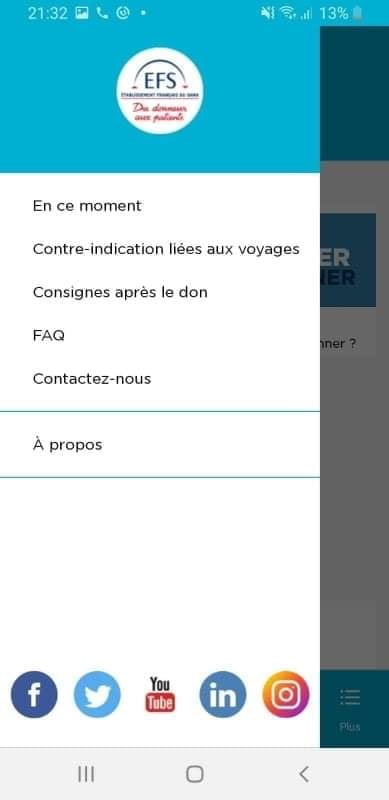 21:32 13%
EFS
ÉTABLISSEMENT FRANÇAIS DU SANG
Du donneur
aux patients
En ce moment
Contre-indication liées aux voyages
ER
NER
Consignes après le don
FAQ
nner ?
Contactez-nous
À propos
f
You
Tube
in
Plus